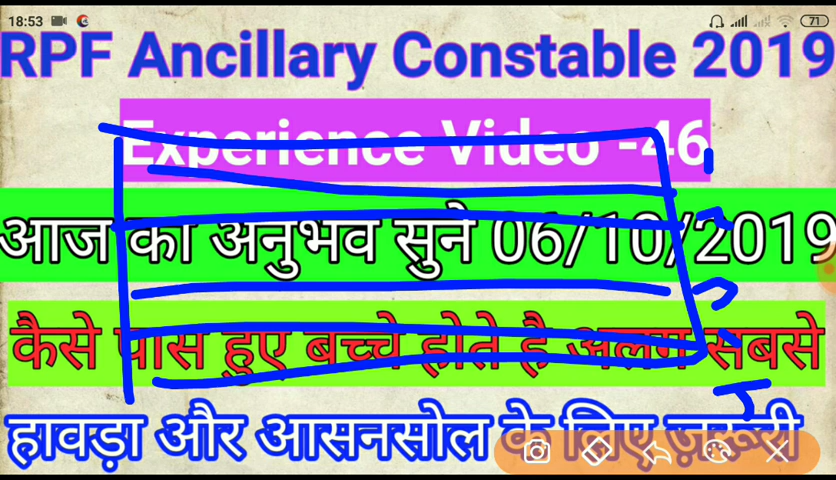 18:53 71
RPF Ancillary Constable 2019
Experience Video -46
आज का अनुभव सुने 06/10/2019
कैसे पास हुए बच्चे होते है अलग सबसे
हावड़ा और आसनसोल के लिए ज़रूरी